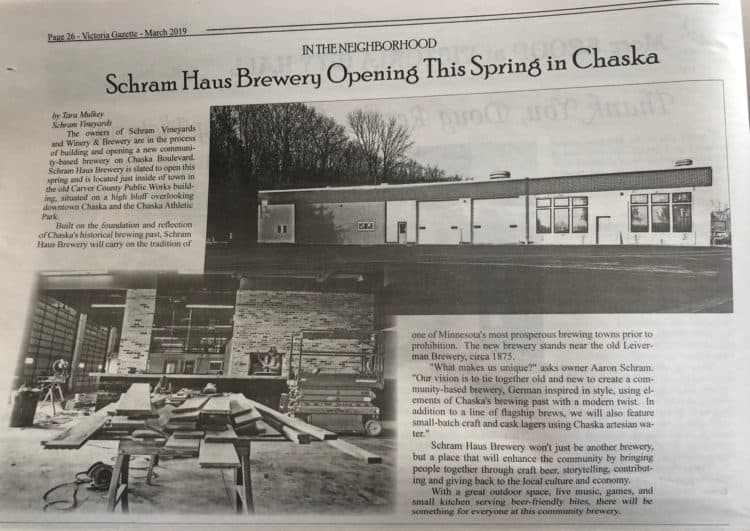 Page 26 - Victoria Gazette - March 2019
IN THE NEIGHBORHOOD
Schram Haus Brewery Opening This Spring in Chaska
by Tara Mulkey
Schram Vineyards
The owners of Schram Vineyards
and Winery & Brewery are in the process
of building and opening a new communi-
ty-based brewery on Chaska Boulevard.
Schram Haus Brewery is slated to open this
spring and is located just inside of town in
the old Carver County Public Works build-
ing, situated on a high bluff overlooking
downtown Chaska and the Chaska Athletic
Park.
Built on the foundation and reflection
of Chaska's historical brewing past, Schram
Haus Brewery will carry on the tradition of
one of Minnesota's most prosperous brewing towns prior to
prohibition. The new brewery stands near the old Leiver-
man Brewery, circa 1875.
"What makes us unique?" asks owner Aaron Schram.
"Our vision is to tie together old and new to create a com-
munity-based brewery, German inspired in style, using el-
ements of Chaska's brewing past with a modern twist. In
addition to a line of flagship brews, we will also feature
small-batch craft and cask lagers using Chaska artesian wa-
ter."
Schram Haus Brewery won't just be another brewery,
but a place that will enhance the community by bringing
people together through craft beer, storytelling, contribut-
ing and giving back to the local culture and economy.
With a great outdoor space, live music, games, and
small kitchen serving beer-friendly bites, there will be
something for everyone at this community brewery.